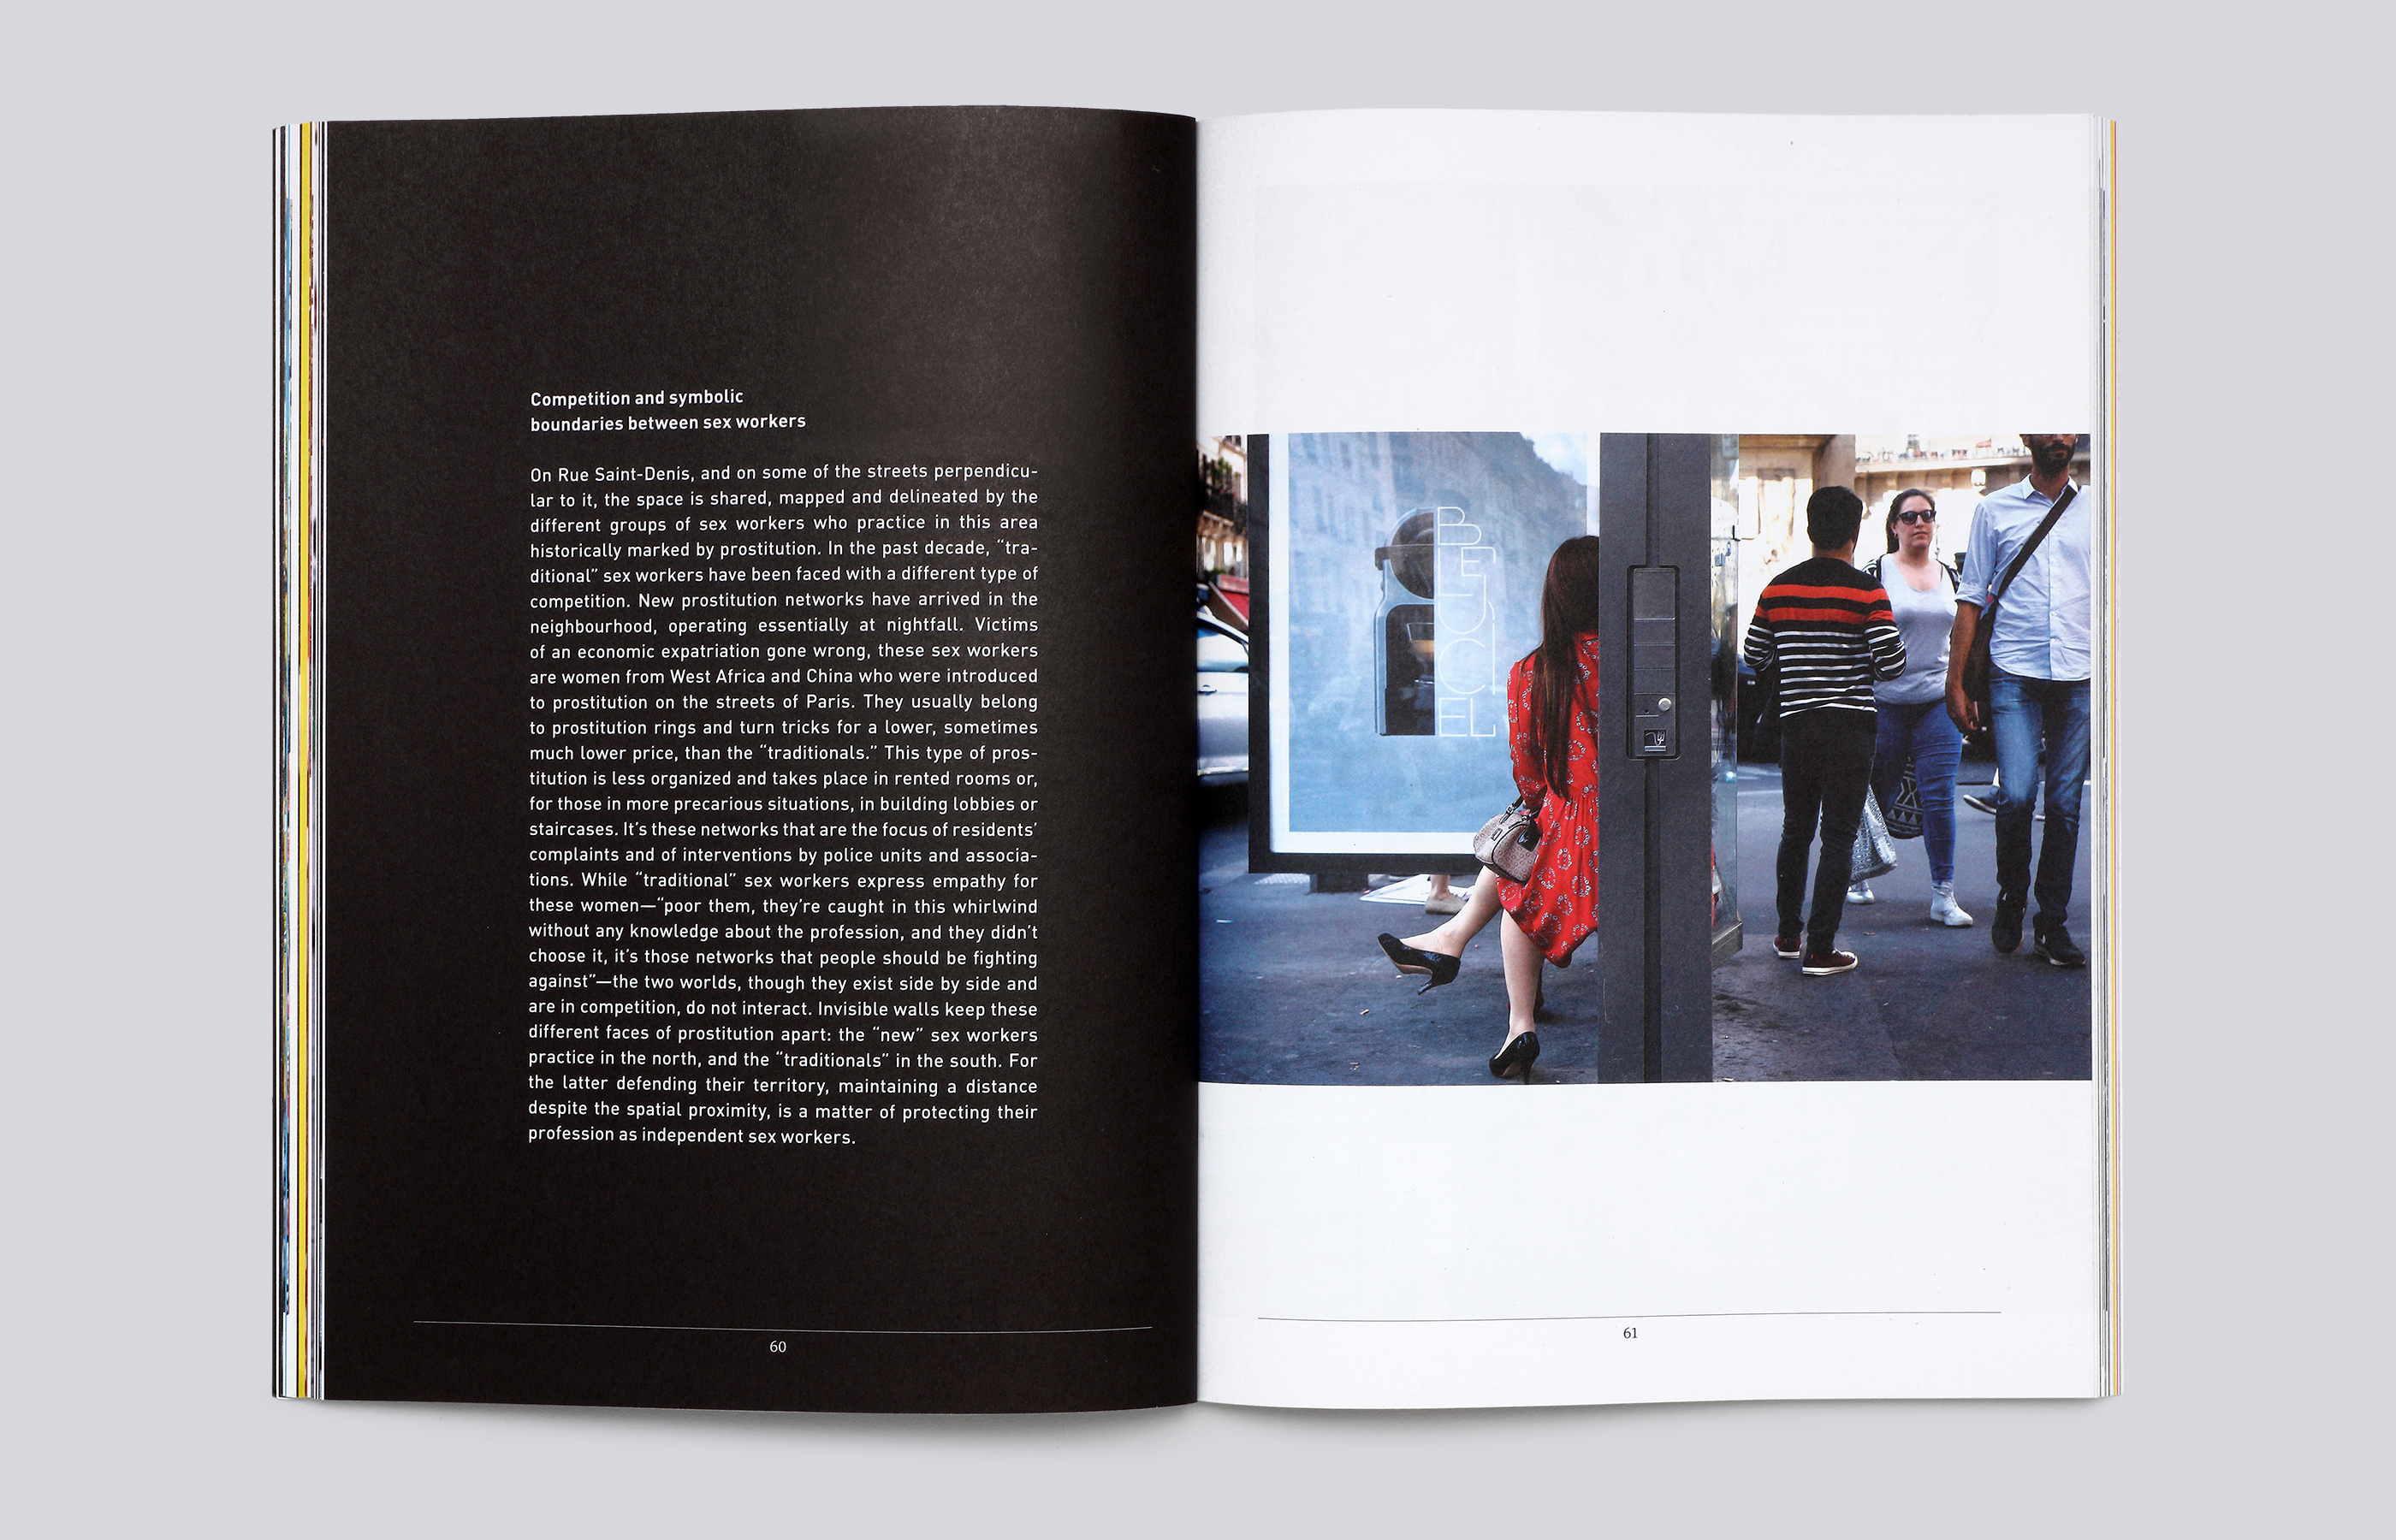 Competition and symbolic
boundaries between sex workers
On Rue Saint-Denis, and on some of the streets perpendicu-
lar to it, the space is shared, mapped and delineated by the
different groups of sex workers who practice in this area
historically marked by prostitution. In the past decade, “tra-
ditional” sex workers have been faced with a different type of
competition. New prostitution networks have arrived in the
neighbourhood, operating essentially at nightfall. Victims
of an economic expatriation gone wrong, these sex workers
are women from West Africa and China who were introduced
to prostitution on the streets of Paris. They usually belong
to prostitution rings and turn tricks for a lower, sometimes
much lower price, than the “traditionals.” This type of pros-
titution is less organized and takes place in rented rooms or,
for those in more precarious situations, in building lobbies or
staircases. It’s these networks that are the focus of residents’
complaints and of interventions by police units and associa-
tions. While “traditional” sex workers express empathy for
these women—“poor them, they’re caught in this whirlwind
without any knowledge about the profession, and they didn’t
choose it, it’s those networks that people should be fighting
against”—the two worlds, though they exist side by side and
are in competition, do not interact. Invisible walls keep these
different faces of prostitution apart: the “new” sex workers
practice in the north, and the “traditionals” in the south. For
the latter defending their territory, maintaining a distance
despite the spatial proximity, is a matter of protecting their
profession as independent sex workers.
60
61